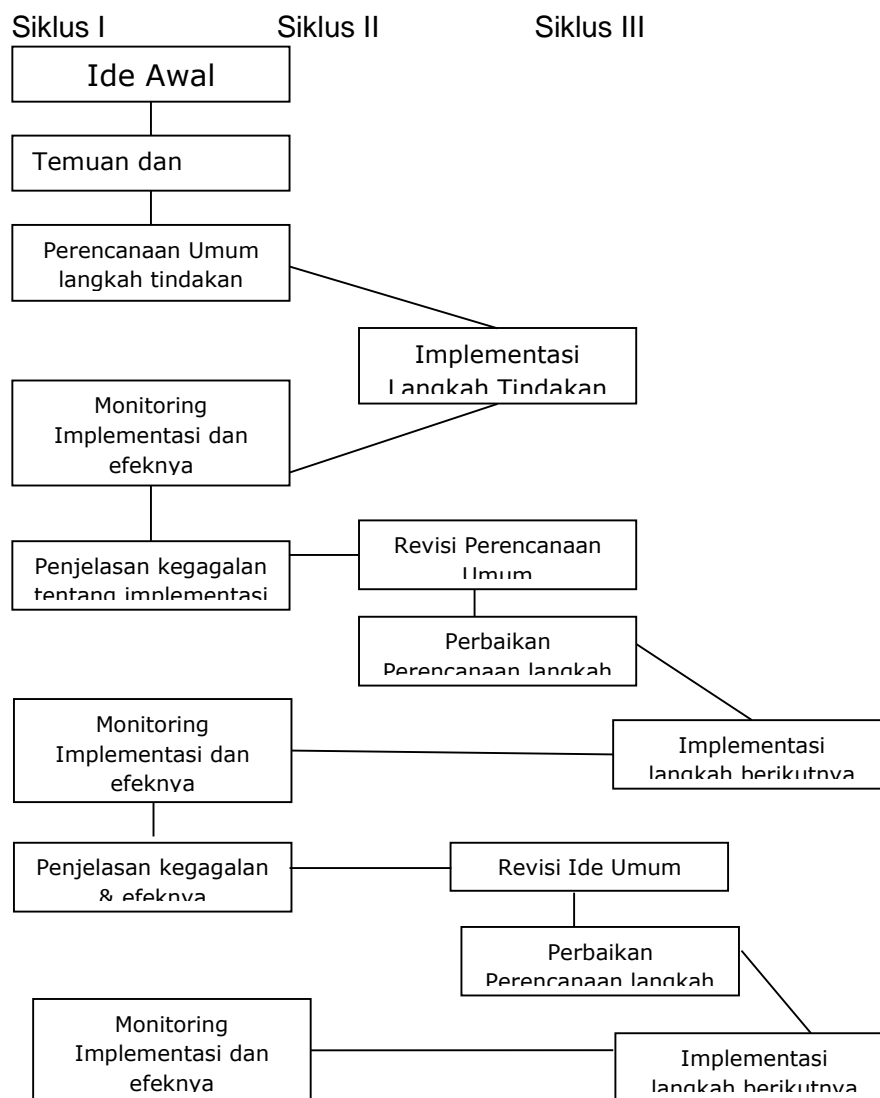 Siklus I Siklus II Siklus III
Ide Awal
Temuan dan
Perencanaan Umum
langkah tindakan
Implementasi
Langkah Tindakan
Monitoring
Implementasi dan
efeknya
Penjelasan kegagalan
tentang implementasi
Revisi Perencanaan
Umum
Perbaikan
Perencanaan langkah
Monitoring
Implementasi dan
efeknya
Implementasi
langkah berikutnya
Penjelasan kegagalan
& efeknya
Revisi Ide Umum
Perbaikan
Perencanaan langkah
Monitoring
Implementasi dan
efeknya
Implementasi
langkah berikutnya